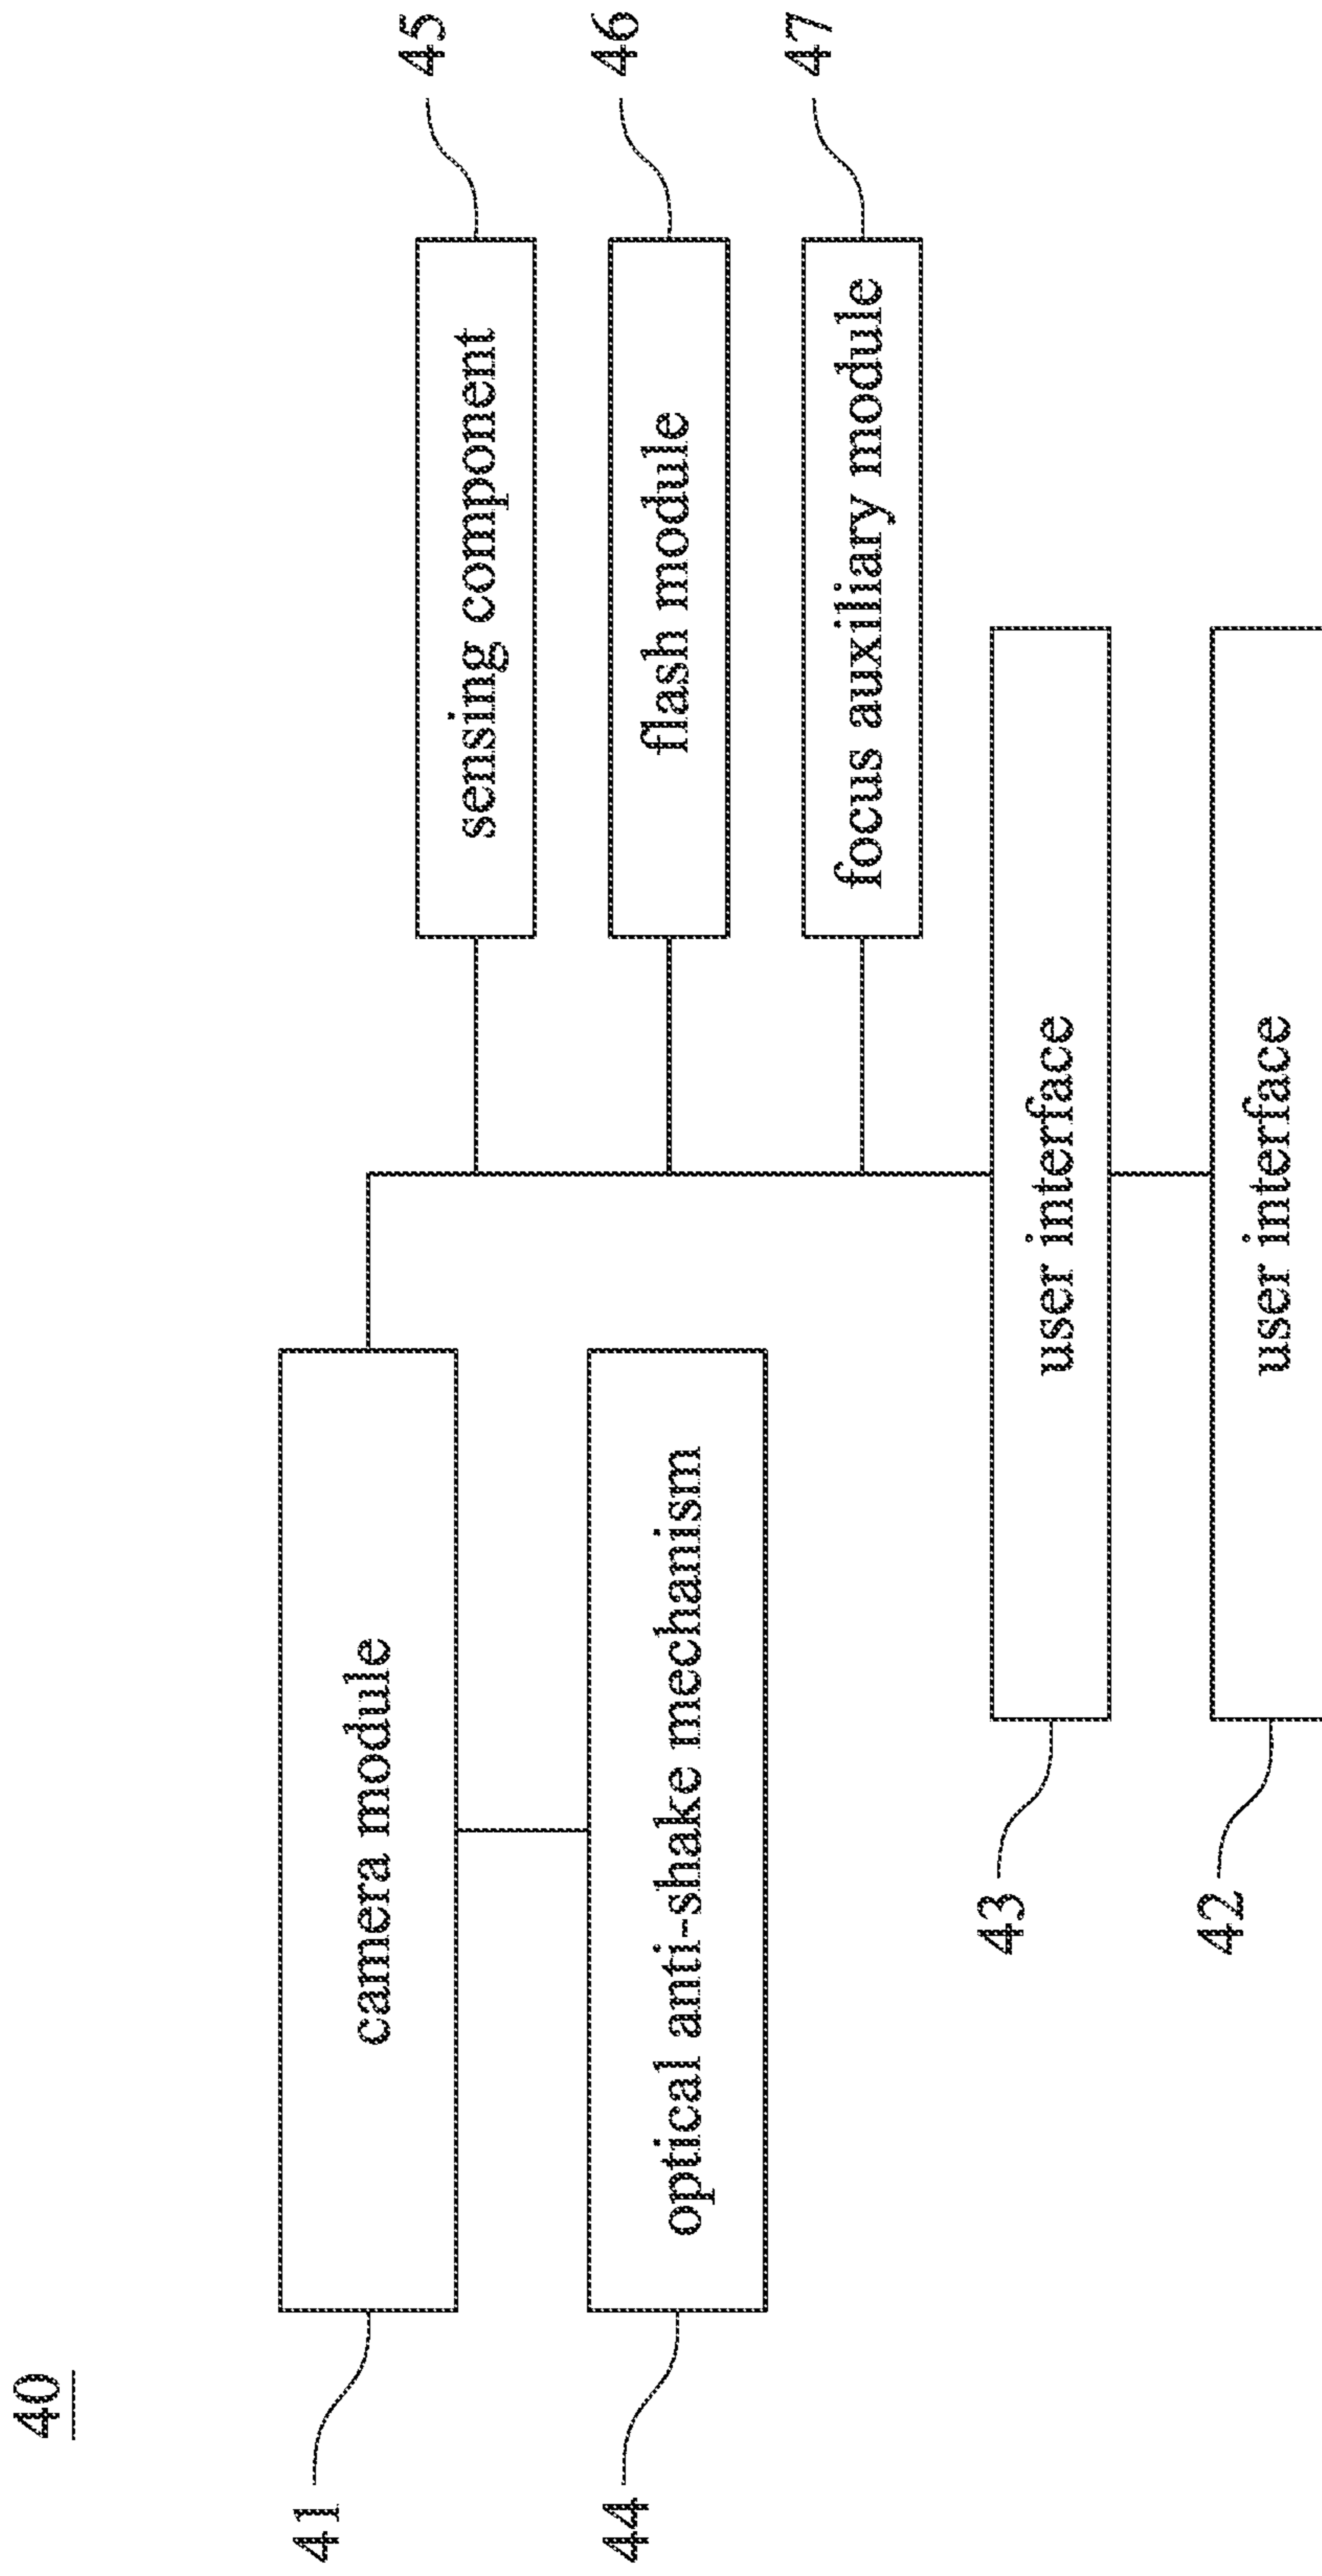 40
41
camera module
44
optical anti-shake mechanism
sensing component
45
flash module
46
focus auxiliary module
47
43
user interface
42
user interface